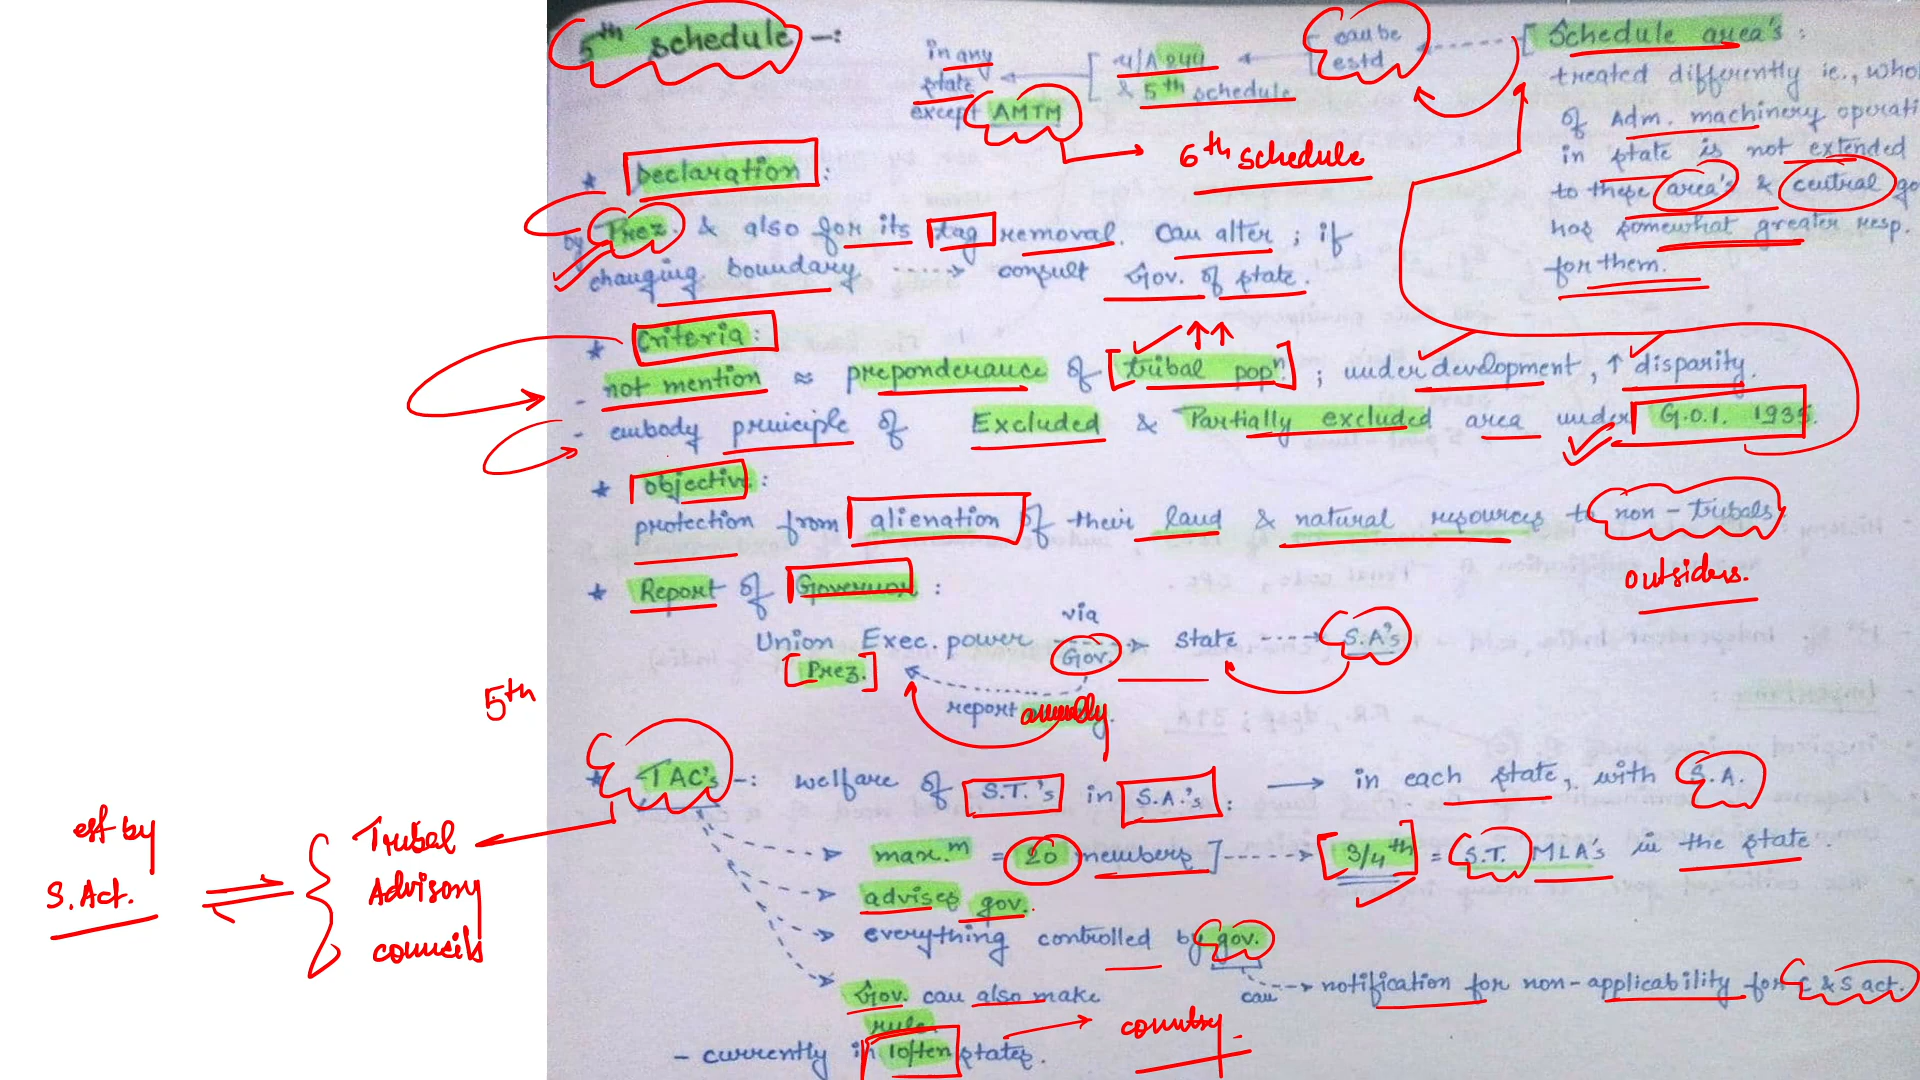 5th schedule -:
in any state except AMTM
u/A 244 & 5th schedule
can be estd
Schedule area's :
treated differently ie., whol
of Adm. machinery operati
in state is not extended
to these area's & central go
has somewhat greater resp.
for them.
6th schedule
* Declaration :
by Prez. & also for its tag removal. Can alter ; if
changing boundary consult Gov. of state.
* Criteria :
- not mention ≈ preponderance of [tribal popn] ; under development, ↑ disparity.
- embody principle of Excluded & Partially excluded area under G.O.I. 1935.
* objective :
protection from alienation of their land & natural resources to non-tribals
outsiders.
* Report of Governor :
via
Union Exec. power Gov. state S.A's
[Prez.]
report annually.
5th
* TAC's -: welfare of S.T.'s in S.A.'s : → in each state, with S.A.
max.m = 20 members ] [3/4th] = S.T. MLA's in the state.
advises gov.
everything controlled by gov.
can notification for non-applicability for C & S act.
Gov. can also make
rule
- currently in 10/ten states.
country.
eff by
S. Act.
Tribal
Advisory
councils